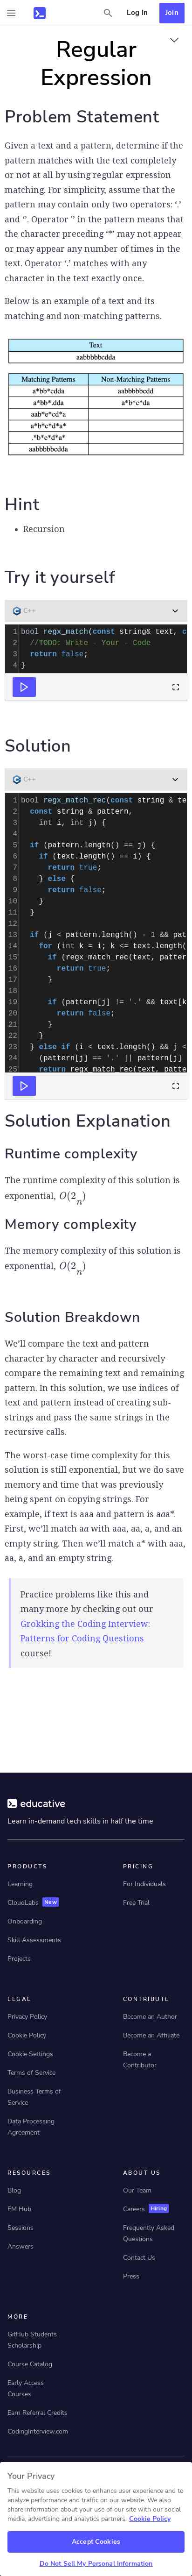 Log In
Join
Regular
Expression
Problem Statement
Given a text and a pattern, determine if the
pattern matches with the text completely
or not at all by using regular expression
matching. For simplicity, assume the
pattern may contain only two operators: '.'
and '*'. Operator '*' in the pattern means that
the character preceding '*' may not appear
or may appear any number of times in the
text. Operator '.' matches with any
character in the text exactly once.
Below is an example of a text and its
matching and non-matching patterns.
Text
aabbbbbcdda
Matching Patterns Non-Matching Patterns
a*bb*cdda aabbbbcdd
a*bb*.dda a*b*c*da
aab*e*cd*a
a*b*c*d*a*
.*b*c*d*a*
aabbbbbcdda
Hint
Recursion
Try it yourself
C++
1 bool regx_match(const string& text, c
2 //TODO: Write - Your - Code
3 return false;
4 }
Solution
C++
1 bool regx_match_rec(const string & te
2 const string & pattern,
3 int i, int j) {
4
5 if (pattern.length() == j) {
6 if (text.length() == i) {
7 return true;
8 } else {
9 return false;
10 }
11 }
12
13 if (j < pattern.length() - 1 && pat
14 for (int k = i; k <= text.length(
15 if (regx_match_rec(text, patter
16 return true;
17 }
18
19 if (pattern[j] != '.' && text[k
20 return false;
21 }
22 }
23 } else if (i < text.length() && j <
24 (pattern[j] == '.' || pattern[j]
25 return regx_match_rec(text, patte
Solution Explanation
Runtime complexity
The runtime complexity of this solution is
exponential, O(2n)
Memory complexity
The memory complexity of this solution is
exponential, O(2n)
Solution Breakdown
We'll compare the text and pattern
character by character and recursively
compare the remaining text and remaining
pattern. In this solution, we use indices of
both the text and pattern to form sub-
strings and pass the same strings in the
recursion.
The worst-case time complexity for this
solution is still exponential, but we do save
memory and time that was previously
being spent on copying strings. For
example, if text is aaa and pattern is aaa*.
First, we'll match aa with aaa, aa, a, and an
empty string. Then we'll match a* with aaa,
aa, a, and an empty string.
Practice problems like this and
many more by checking out our
Grokking the Coding Interview:
Patterns for Coding Questions
course!
educative
Learn in-demand tech skills in half the time
PRODUCTS
Learning
CloudLabs New
Onboarding
Skill Assessments
Projects
PRICING
For Individuals
Free Trial
LEGAL
Privacy Policy
Cookie Policy
Cookie Settings
Terms of Service
Business Terms of
Service
Data Processing
Agreement
CONTRIBUTE
Become an Author
Become an Affiliate
Become a
Contributor
RESOURCES
Blog
EM Hub
Sessions
Answers
ABOUT US
Our Team
Careers Hiring
Frequently Asked
Questions
Contact Us
Press
MORE
GitHub Students
Scholarship
Course Catalog
Early Access
Courses
Earn Referral Credits
CodingInterview.com
Your Privacy
This website uses cookies to enhance user experience and to
analyze performance and traffic on our website. We also may
store or share information about your use of our site with our social
media, advertising and analytics partners. Cookie Policy
Accept Cookies
Do Not Sell My Personal Information